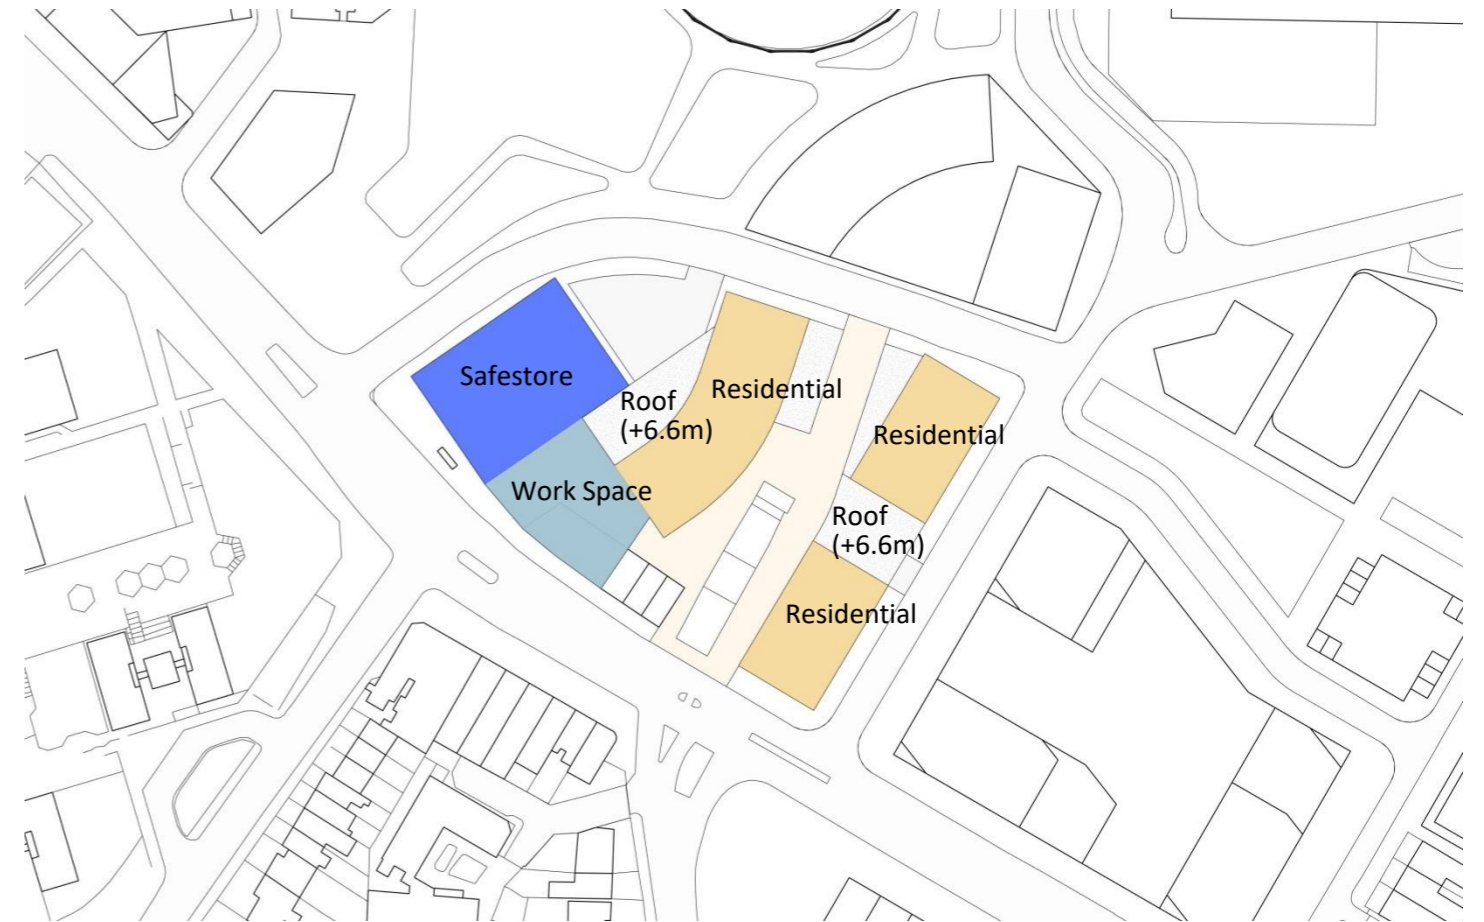 Safestore
Roof
(+6.6m)
Residential
Residential
Work Space
Roof
(+6.6m)
Residential